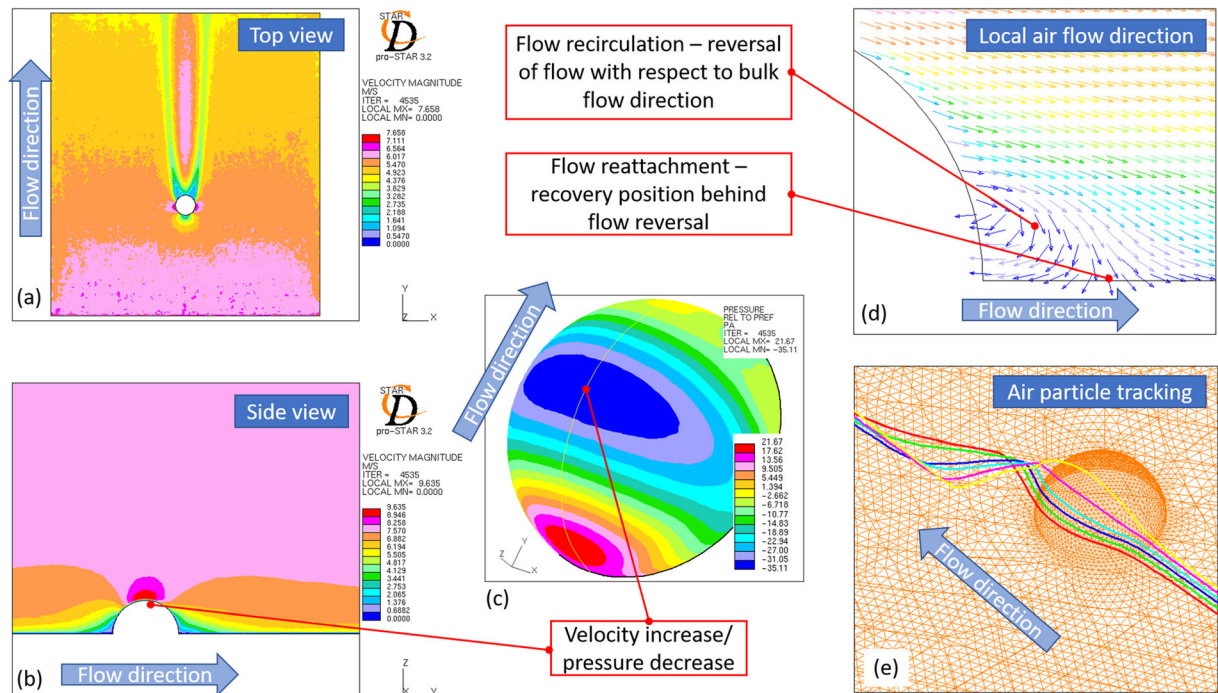 Top view
Flow direction
(a)
STAR
D
pro-STAR 3.2
VELOCITY MAGNITUDE
M/S
ITER = 4535
LOCAL MX= 7.658
LOCAL MN= 0.0000
7.658
7.111
6.564
6.017
5.470
4.923
4.376
3.829
3.282
2.735
2.188
1.641
1.094
0.5470
0.0000
Y
Z X
Side view
(b)
Flow direction
STAR
D
pro-STAR 3.2
VELOCITY MAGNITUDE
M/S
ITER = 4535
LOCAL MX= 9.635
LOCAL MN= 0.0000
9.635
8.946
8.258
7.570
6.882
6.194
5.505
4.817
4.129
3.441
2.753
2.065
1.376
0.6882
0.0000
Z
X
Flow recirculation – reversal
of flow with respect to bulk
flow direction
Flow reattachment –
recovery position behind
flow reversal
Flow direction
PRESSURE
REL TO PREF
PA
ITER = 4535
LOCAL MX= 21.67
LOCAL MN= -35.11
21.67
17.62
13.56
9.505
5.449
1.394
-2.662
-6.718
-10.77
-14.83
-18.89
-22.94
-27.00
-31.05
-35.11
Z Y
X
(c)
Velocity increase/
pressure decrease
Local air flow direction
(d)
Flow direction
Air particle tracking
Flow direction
(e)